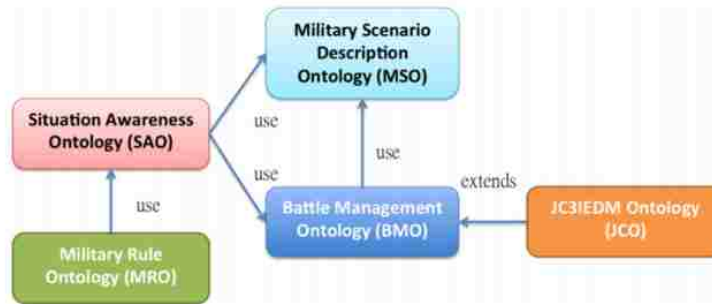 Military Scenario
Description
Ontology (MSO)
Situation Awareness
Ontology (SAO)
use
use
use
extends
Battle Management
Ontology (BMO)
JC3IEDM Ontology
(JCO)
use
Military Rule
Ontology (MRO)